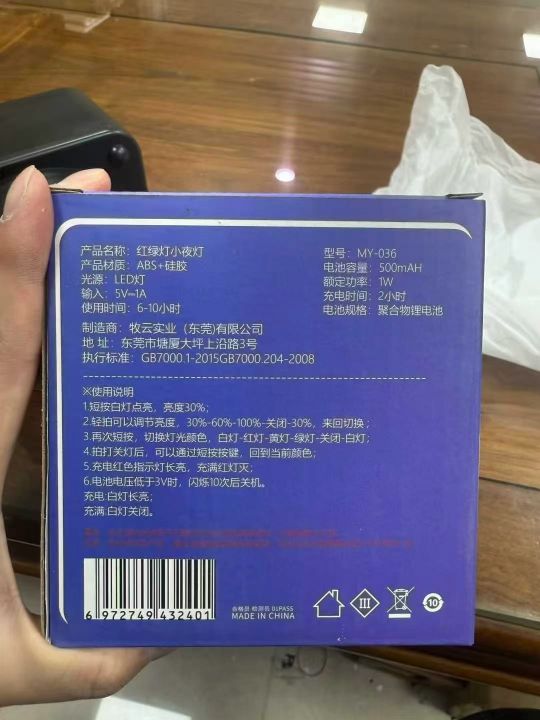 产品名称：红绿灯小夜灯
产品材质：ABS+硅胶
光源：LED灯
输入：5V=1A
使用时间：6-10小时
型号：MY-036
电池容量：500mAH
额定功率：1W
充电时间：2小时
电池规格：聚合物锂电池
制造商：牧云实业（东莞)有限公司
地 址：东莞市塘厦大坪上沿路3号
执行标准：GB7000.1-2015GB7000.204-2008
※使用说明
1.短按白灯点亮，亮度30%；
2.轻拍可以调节亮度，30%-60%-100%-关闭-30%，来回切换；
3.再次短按，切换灯光颜色，白灯-红灯-黄灯-绿灯-关闭-白灯；
4.拍打关灯后，可以通过短按按键，回到当前颜色；
5.充电红色指示灯长亮，充满红灯灭；
6.电池电压低于3V时，闪烁10次后关机。
充电:白灯长亮；
充满:白灯关闭。
6 972749 432401
合格员 检测员 01PASS
MADE IN CHINA
III
10